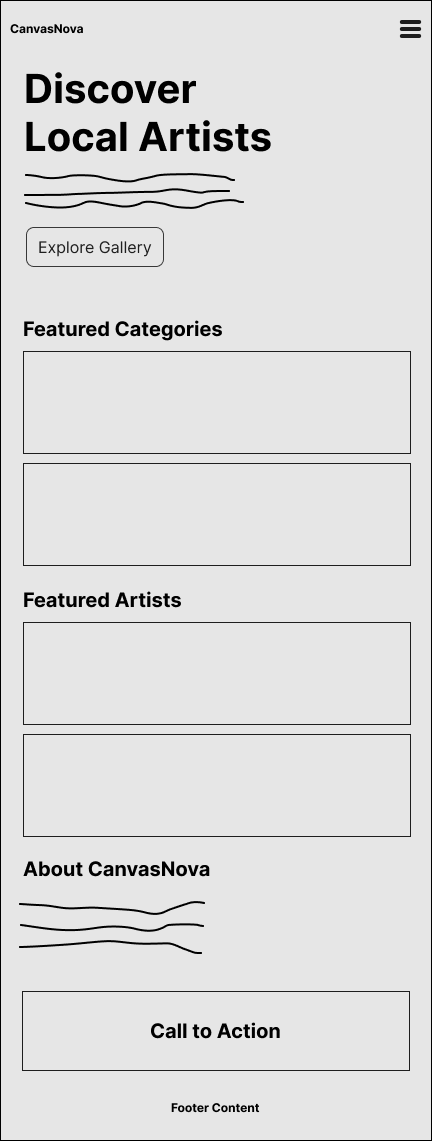 CanvasNova
Discover
Local Artists
Explore Gallery
Featured Categories
Featured Artists
About CanvasNova
Call to Action
Footer Content